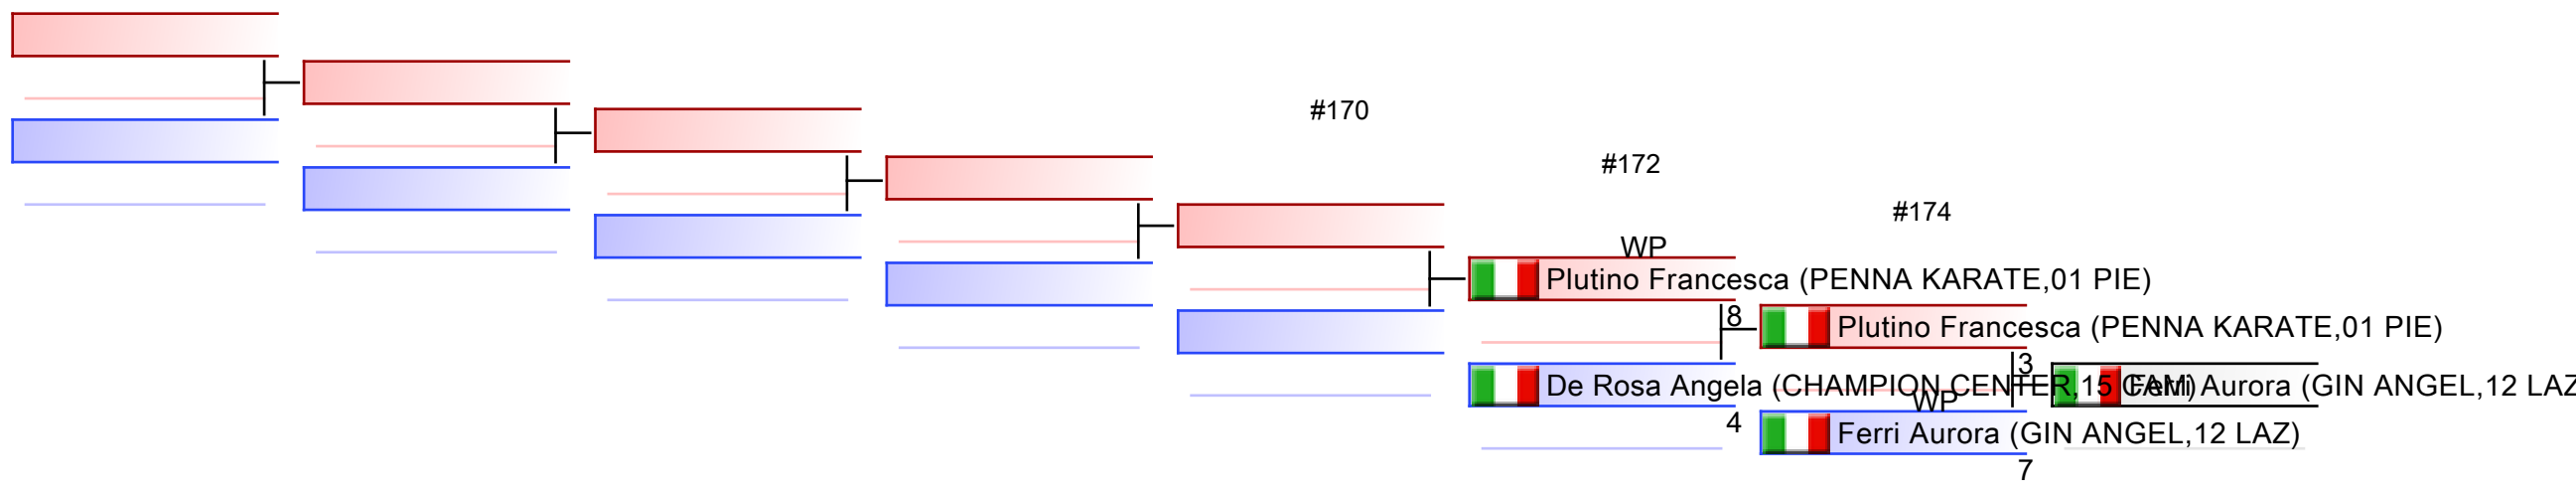 #170
#172
#174
WP
Plutino Francesca (PENNA KARATE,01 PIE)
8
Plutino Francesca (PENNA KARATE,01 PIE)
3
De Rosa Angela (CHAMPION CENTER,15 CAM)
Ferri Aurora (GIN ANGEL,12 LAZ
WP
4
Ferri Aurora (GIN ANGEL,12 LAZ)
7